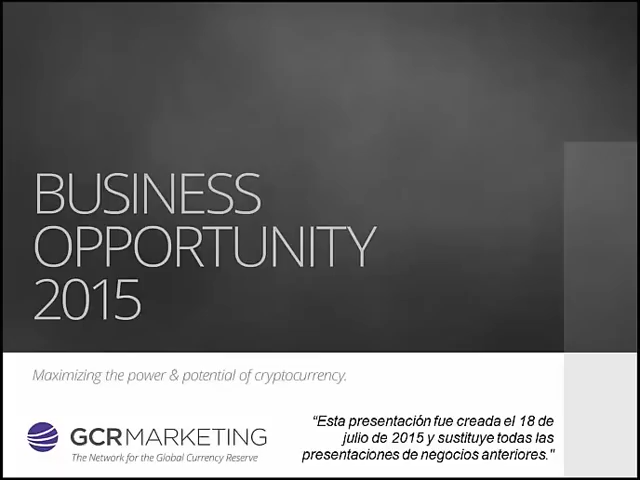 BUSINESS
OPPORTUNITY
2015
Maximizing the power & potential of cryptocurrency.
GCRMARKETING
The Network for the Global Currency Reserve
“Esta presentación fue creada el 18 de
julio de 2015 y sustituye todas las
presentaciones de negocios anteriores."